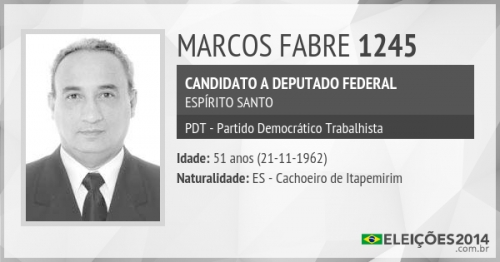 MARCOS FABRE 1245
CANDIDATO A DEPUTADO FEDERAL
ESPÍRITO SANTO
PDT - Partido Democrático Trabalhista
Idade: 51 anos (21-11-1962)
Naturalidade: ES - Cachoeiro de Itapemirim
ELEIÇÕES2014
.com.br